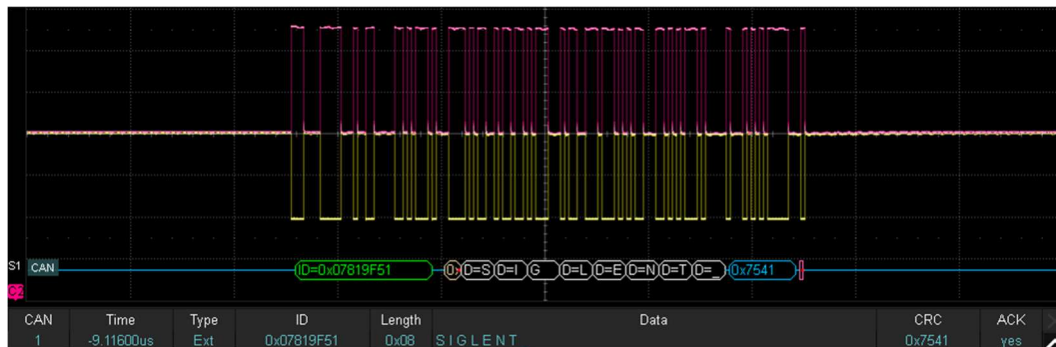 S1 CAN ID=0x07819F51 0 D=S D=I G D=L D=E D=N D=T D=_ 0x7541
C2
CAN Time Type ID Length Data CRC ACK
1 -9.11600us Ext 0x07819F51 0x08 S I G L E N T 0x7541 yes